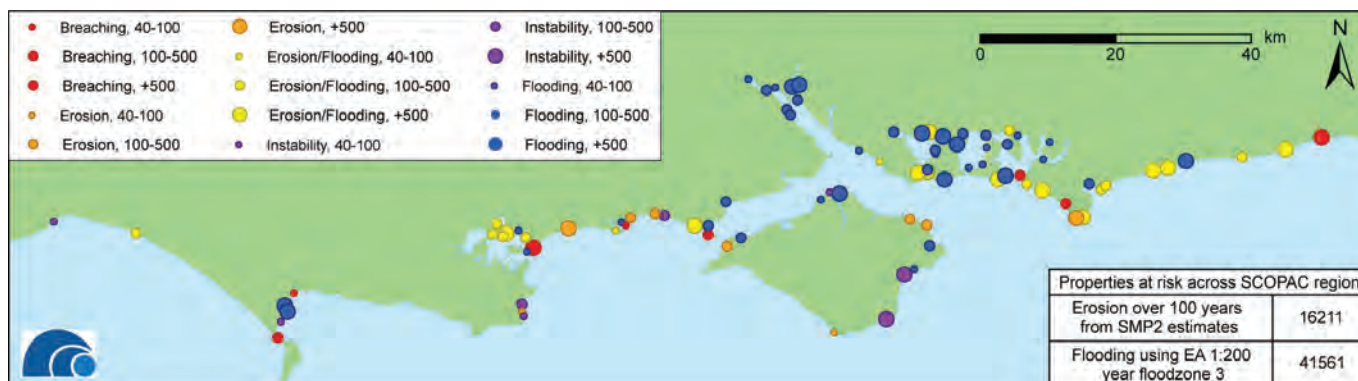 Breaching, 40-100
Breaching, 100-500
Breaching, +500
Erosion, 40-100
Erosion, 100-500
Erosion, +500
Erosion/Flooding, 40-100
Erosion/Flooding, 100-500
Erosion/Flooding, +500
Instability, 40-100
Instability, 100-500
Instability, +500
Flooding, 40-100
Flooding, 100-500
Flooding, +500
0 20 40 km
N
Properties at risk across SCOPAC region
Erosion over 100 years
from SMP2 estimates
16211
Flooding using EA 1:200
year floodzone 3
41561